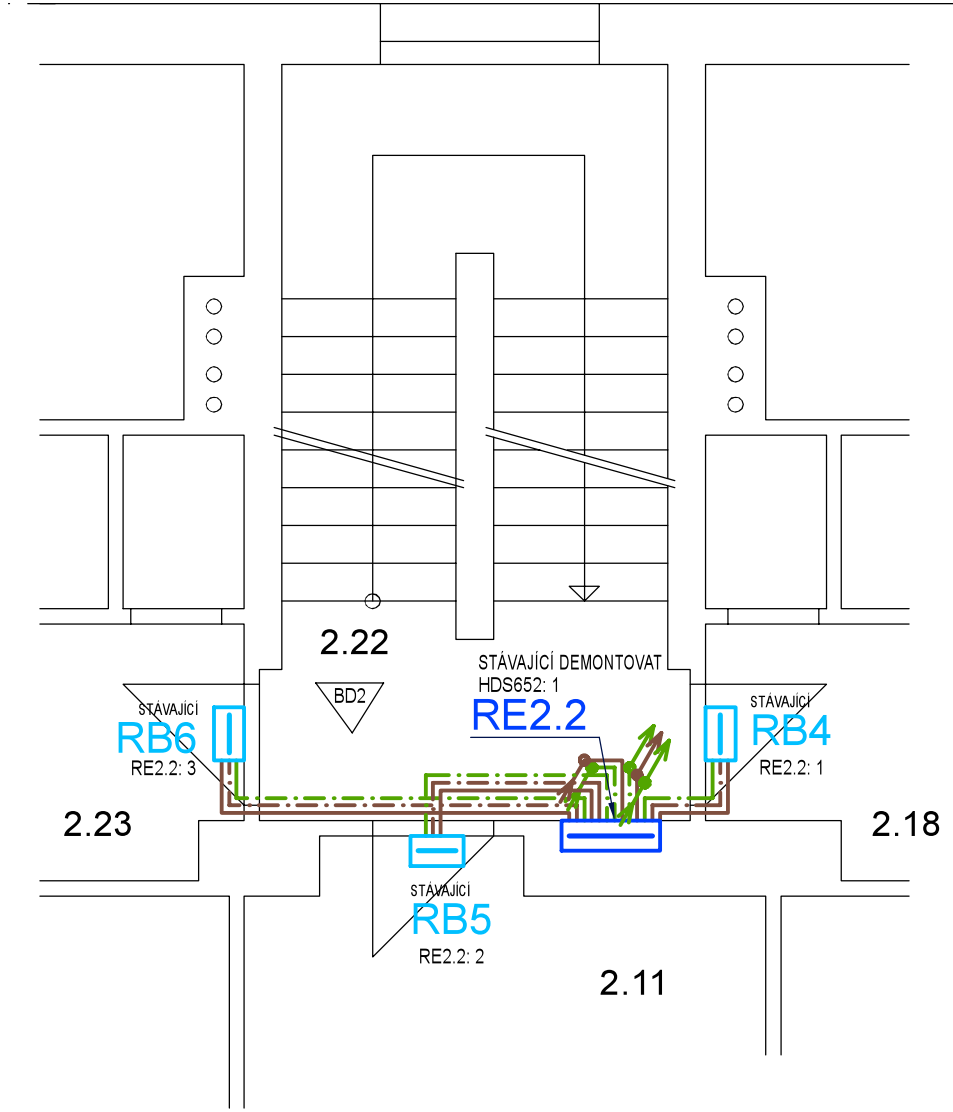 2.22
STÁVAJÍCÍ DEMONTOVAT
HDS652: 1
RE2.2
BD2
STÁVAJÍCÍ
RB6
RE2.2: 3
STÁVAJÍCÍ
RB4
RE2.2: 1
2.23
2.18
STÁVAJÍCÍ
RB5
RE2.2: 2
2.11